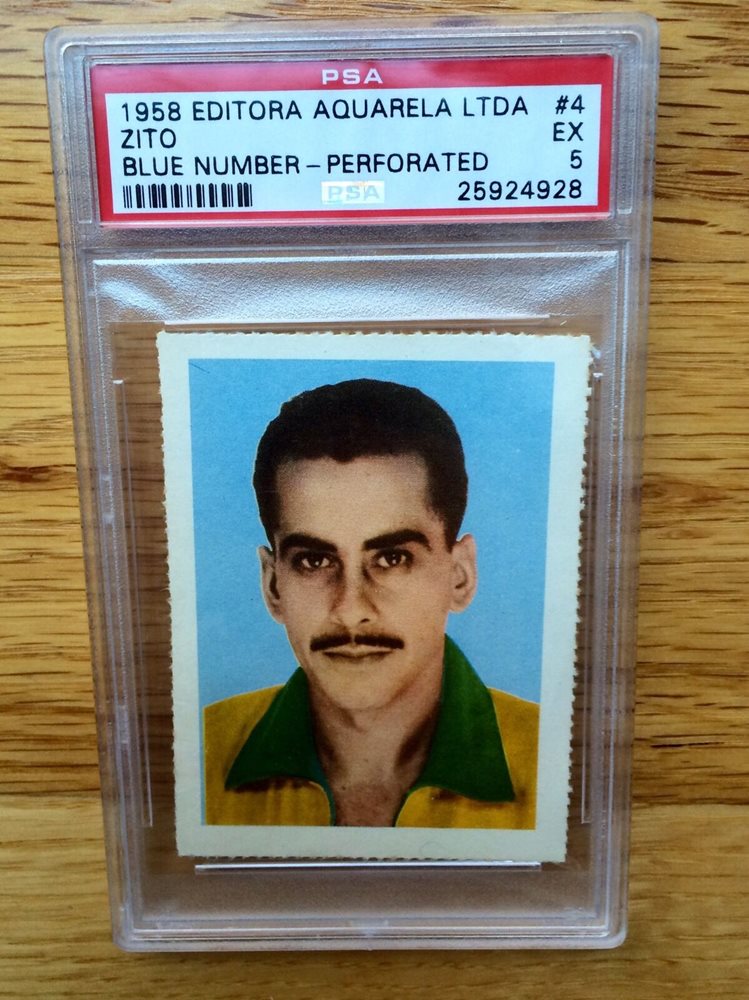 PSA
1958 EDITORA AQUARELA LTDA #4
ZITO EX
BLUE NUMBER-PERFORATED 5
PSA 25924928